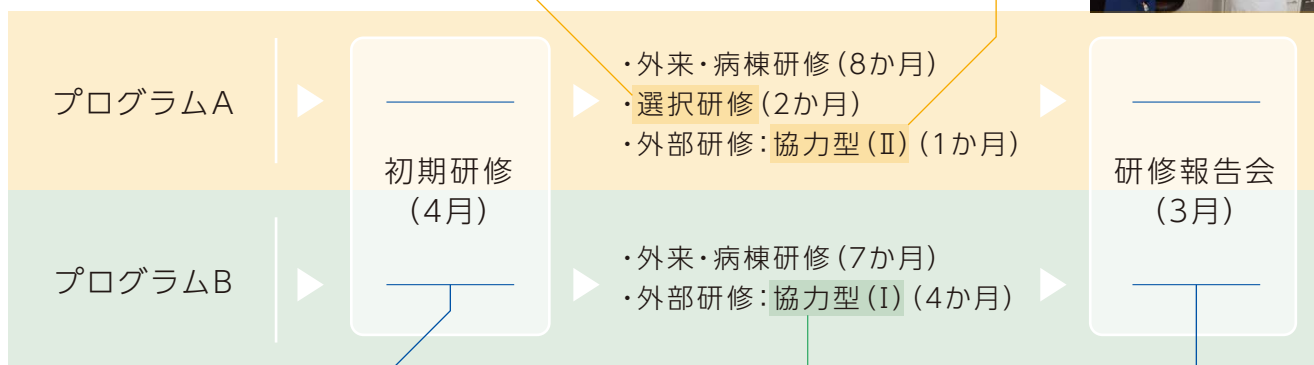 プログラムA
初期研修
(4月)
・外来・病棟研修(8か月)
・選択研修(2か月)
・外部研修:協力型(Ⅱ)(1か月)
研修報告会
(3月)
プログラムB
・外来・病棟研修(7か月)
・外部研修:協力型(Ⅰ)(4か月)